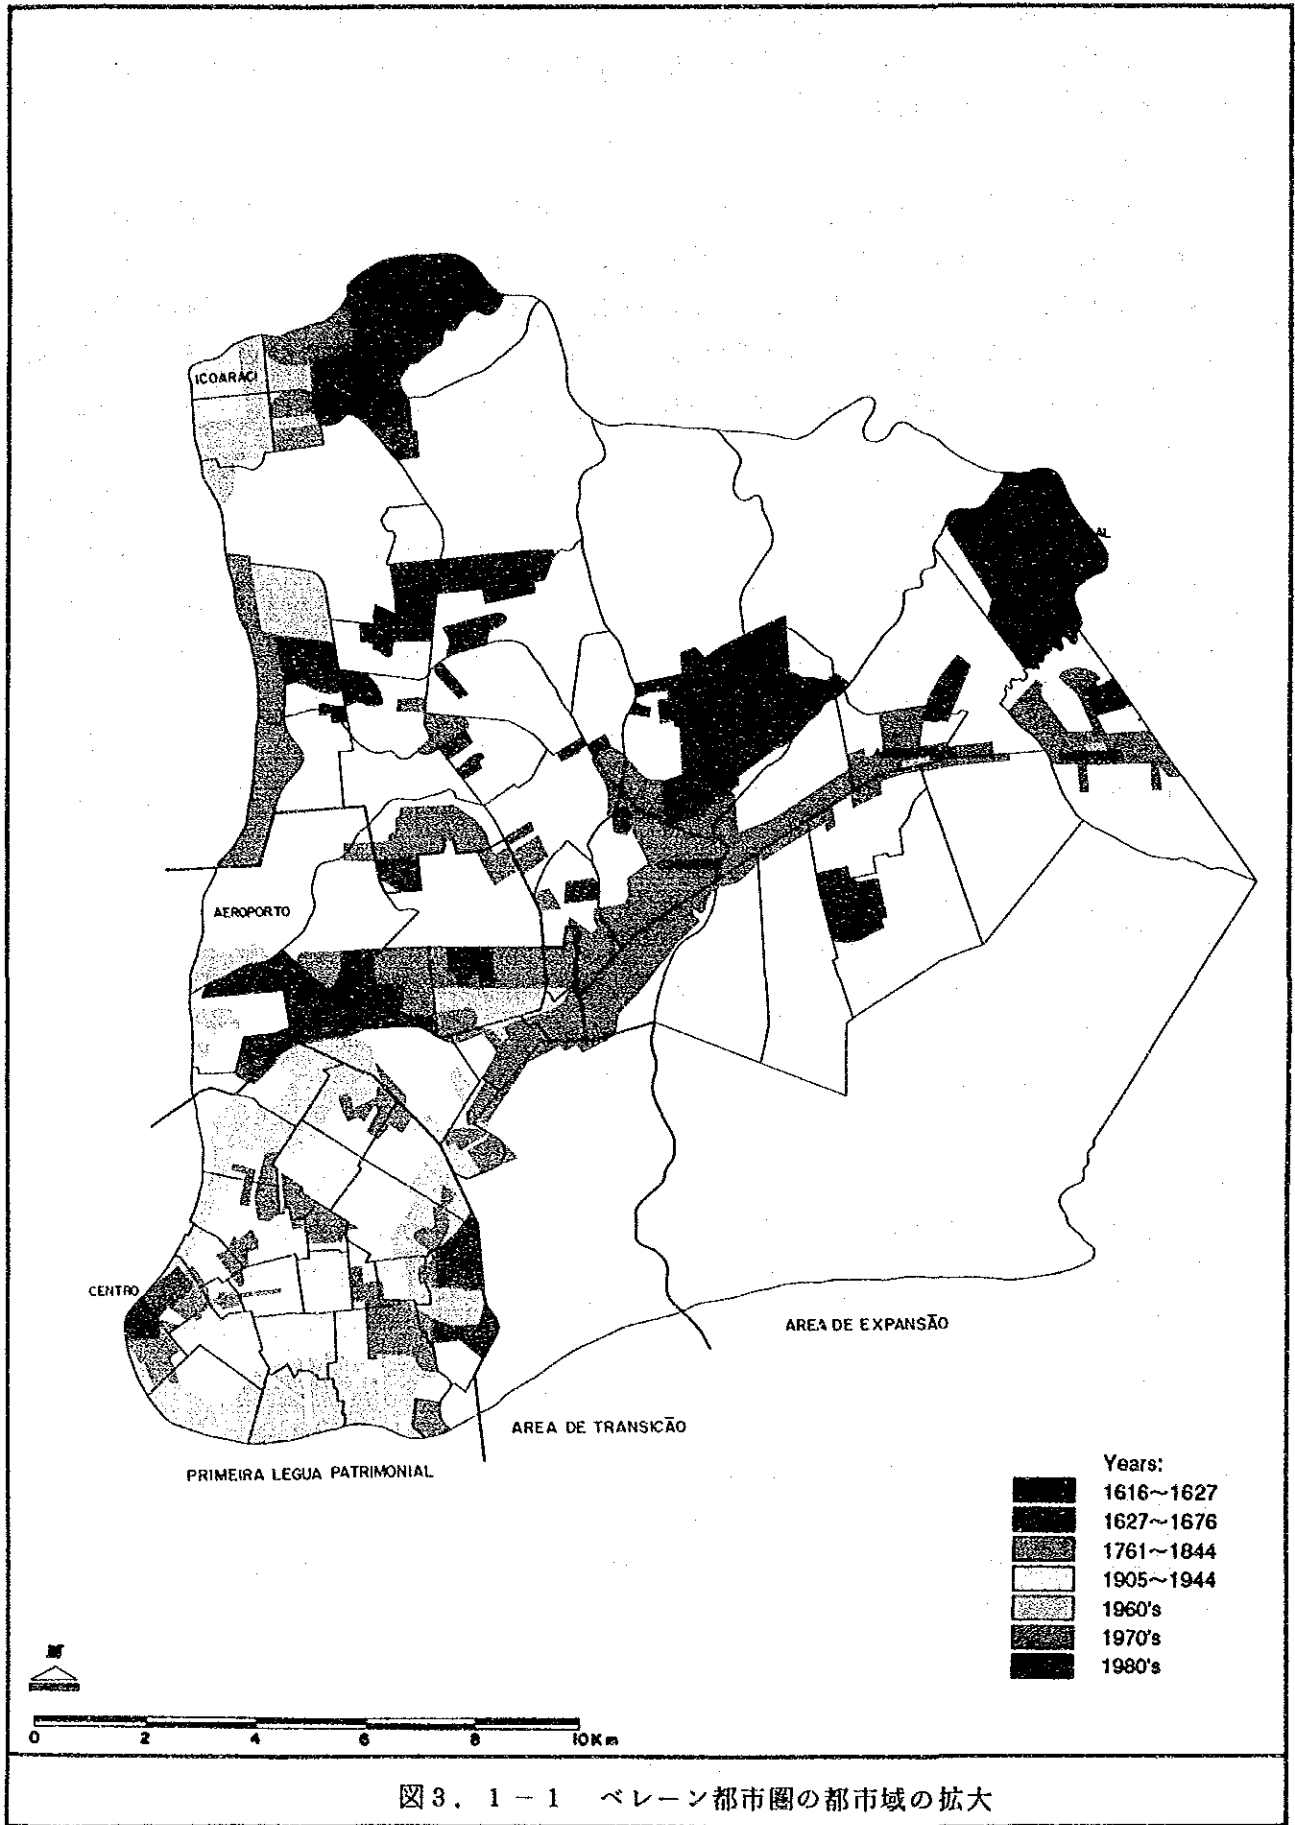 ICOARACI
AL
AEROPORTO
CENTRO
AREA DE EXPANSÃO
AREA DE TRANSICÃO
PRIMEIRA LEGUA PATRIMONIAL
Years:
1616~1627
1627~1676
1761~1844
1905~1944
1960's
1970's
1980's
0 2 4 6 8 10Km
図3．1－1 ベレーン都市圏の都市域の拡大